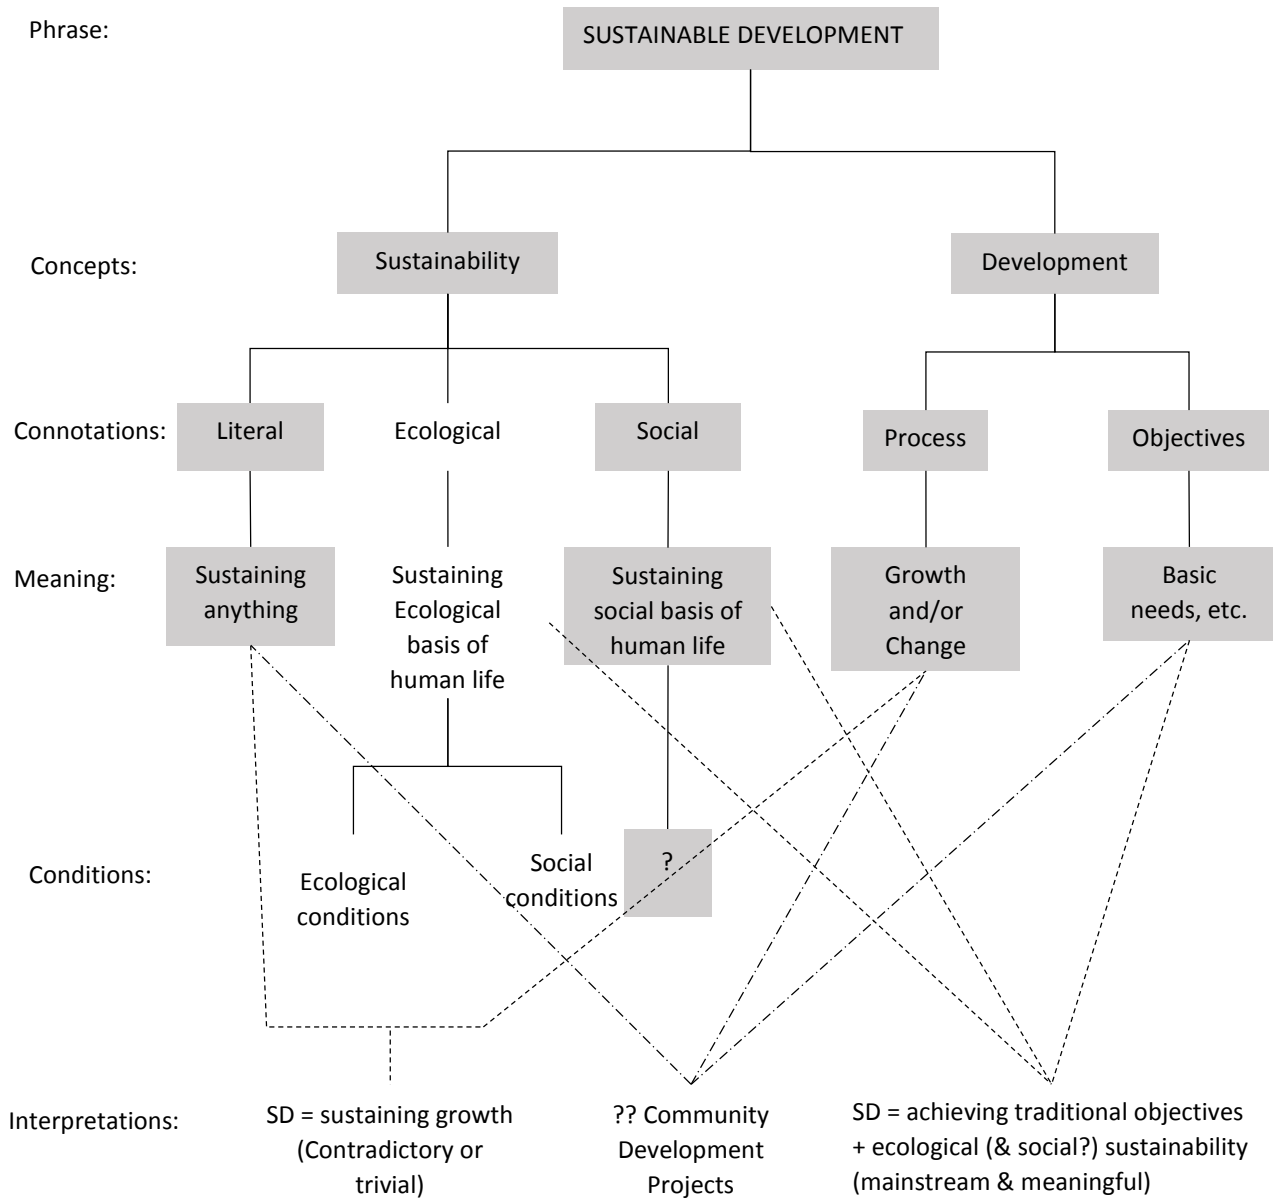 Phrase:
SUSTAINABLE DEVELOPMENT
Concepts:
Sustainability
Development
Connotations:
Literal
Ecological
Social
Process
Objectives
Meaning:
Sustaining
anything
Sustaining
Ecological
basis of
human life
Sustaining
social basis of
human life
Growth
and/or
Change
Basic
needs, etc.
Conditions:
Ecological
conditions
Social
conditions
?
Interpretations:
SD = sustaining growth
(Contradictory or
trivial)
?? Community
Development
Projects
SD = achieving traditional objectives
+ ecological (& social?) sustainability
(mainstream & meaningful)